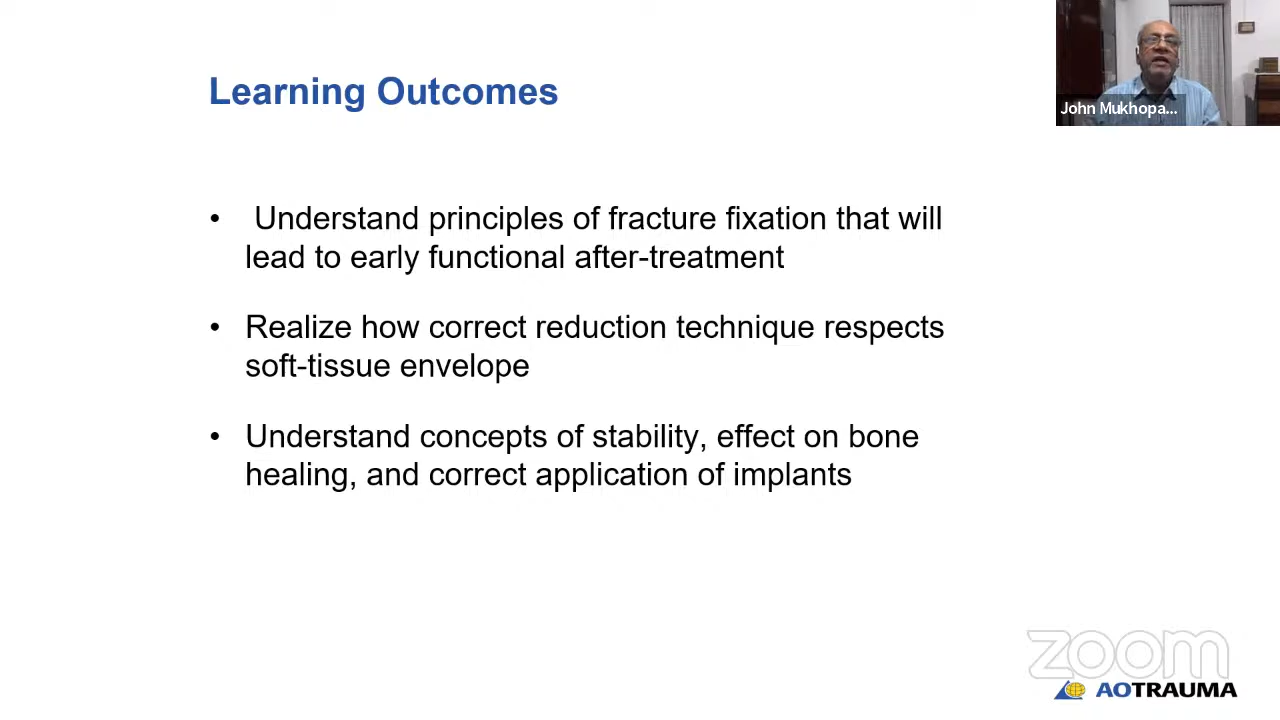 Learning Outcomes
John Mukhopa...
• Understand principles of fracture fixation that will
lead to early functional after-treatment
• Realize how correct reduction technique respects
soft-tissue envelope
• Understand concepts of stability, effect on bone
healing, and correct application of implants
zoom
AOTRAUMA